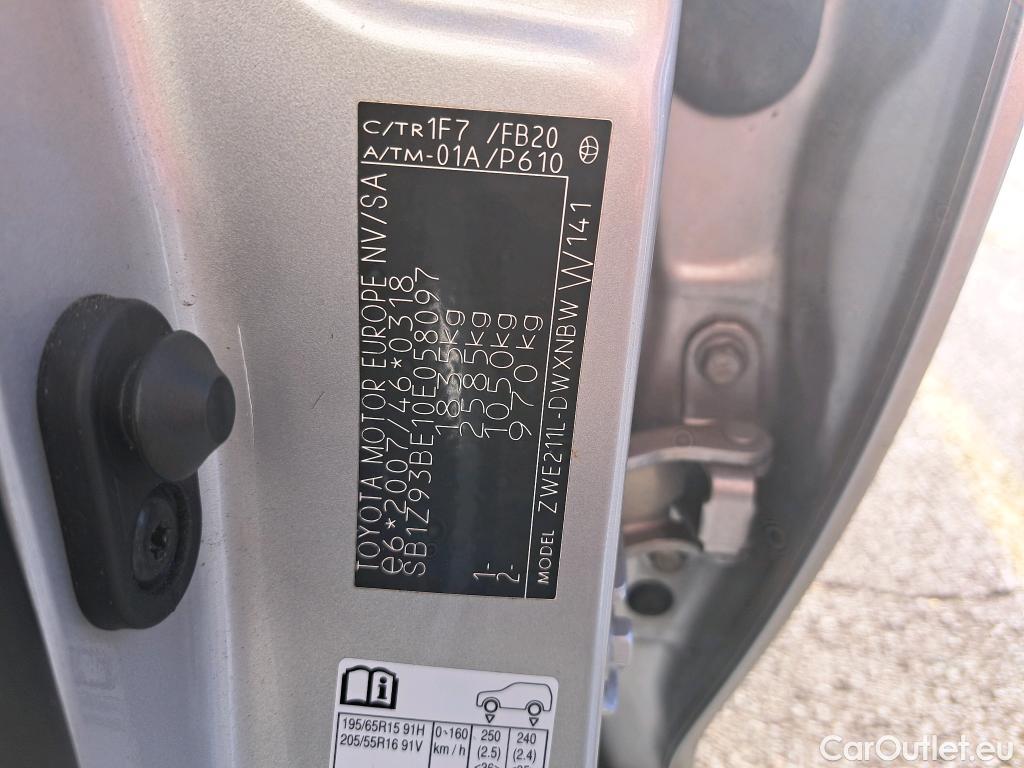 C/TR 1F7 /FB20
A/TM-01A/P610
TOYOTA MOTOR EUROPE NV/SA
e6*2007/46*0318
SB1Z93BE10E058097
1835kg
2585kg
1- 1050kg
2- 970kg
MODEL ZWE211L-DWXNBW W141
195/65R15 91H
205/55R16 91V
0~160
km/h
250
(2.5)
240
(2.4)
CarOutlet.eu